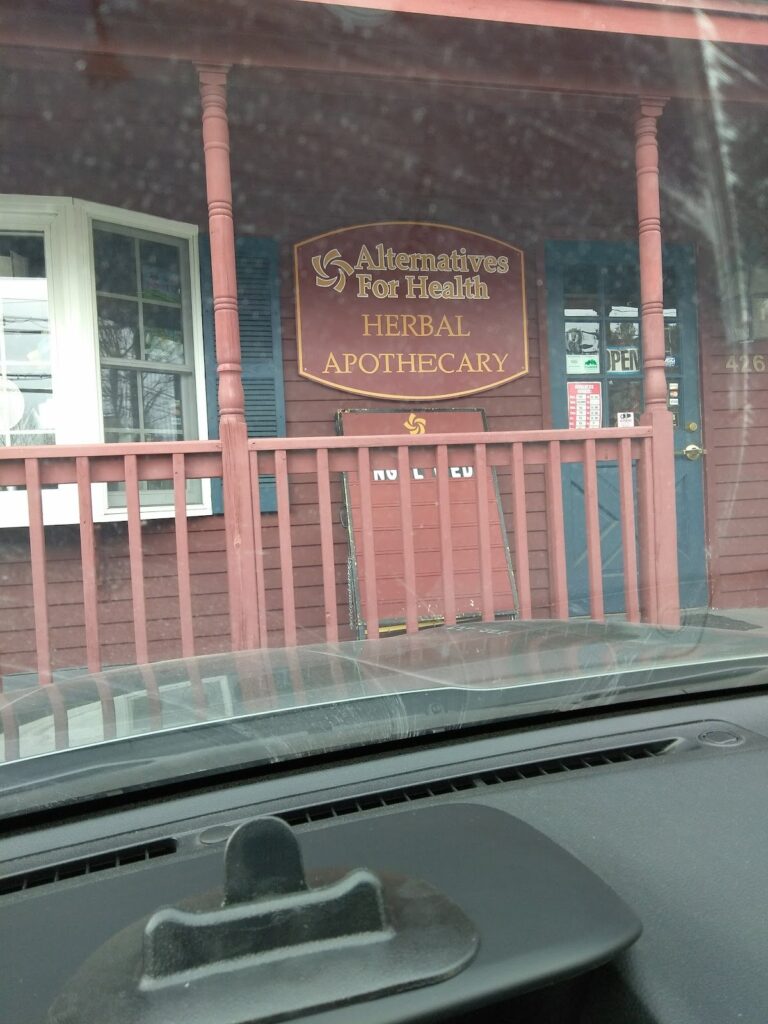 Alternatives
For Health
HERBAL
APOTHECARY
OPEN
426